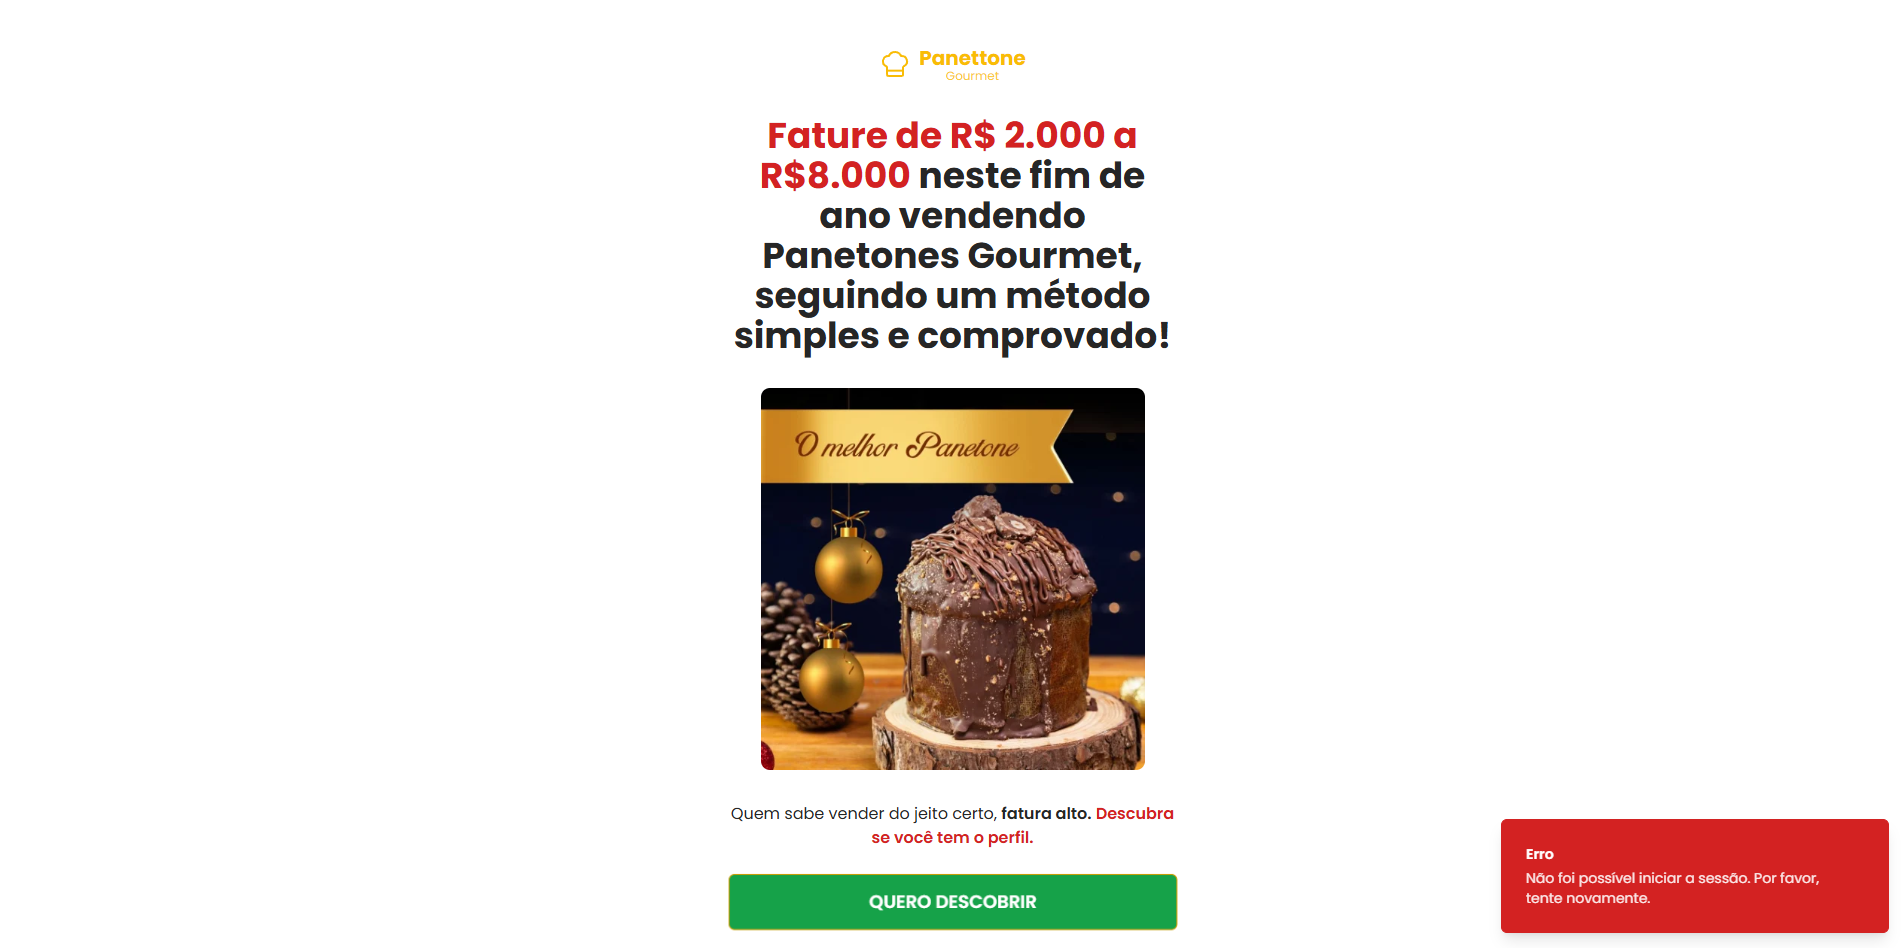 Panettone
Gourmet
Fature de R$ 2.000 a
R$8.000 neste fim de
ano vendendo
Panetones Gourmet,
seguindo um método
simples e comprovado!
O melhor Panetone
Quem sabe vender do jeito certo, fatura alto. Descubra
se você tem o perfil.
QUERO DESCOBRIR
Erro
Não foi possível iniciar a sessão. Por favor,
tente novamente.